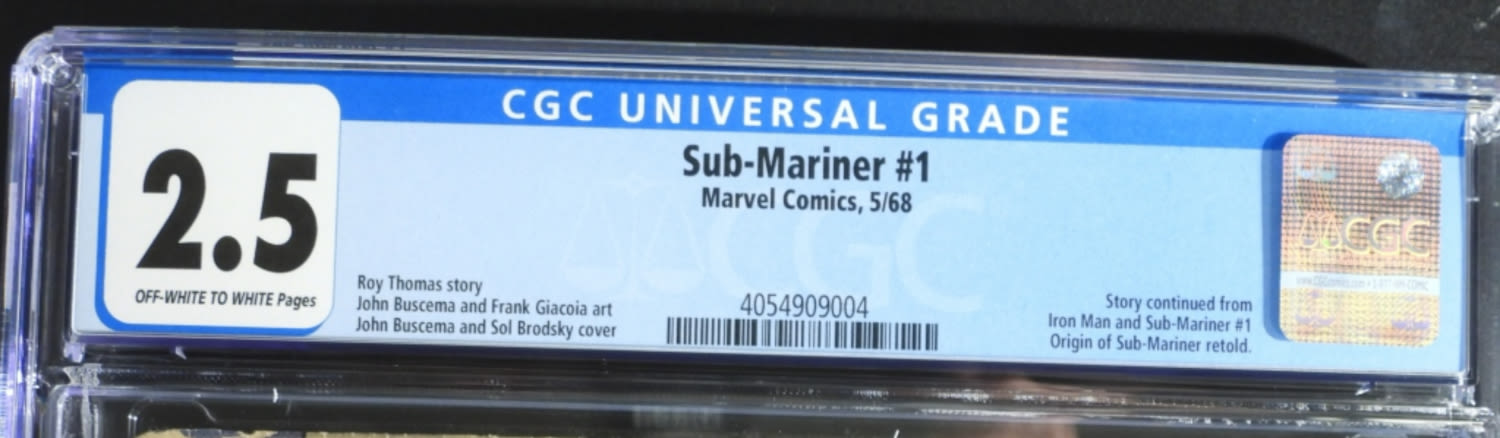 CGC UNIVERSAL GRADE
2.5
OFF-WHITE TO WHITE Pages
Sub-Mariner #1
Marvel Comics, 5/68
Roy Thomas story
John Buscema and Frank Giacoia art
John Buscema and Sol Brodsky cover
4054909004
Story continued from
Iron Man and Sub-Mariner #1
Origin of Sub-Mariner retold.
CGC
CGC